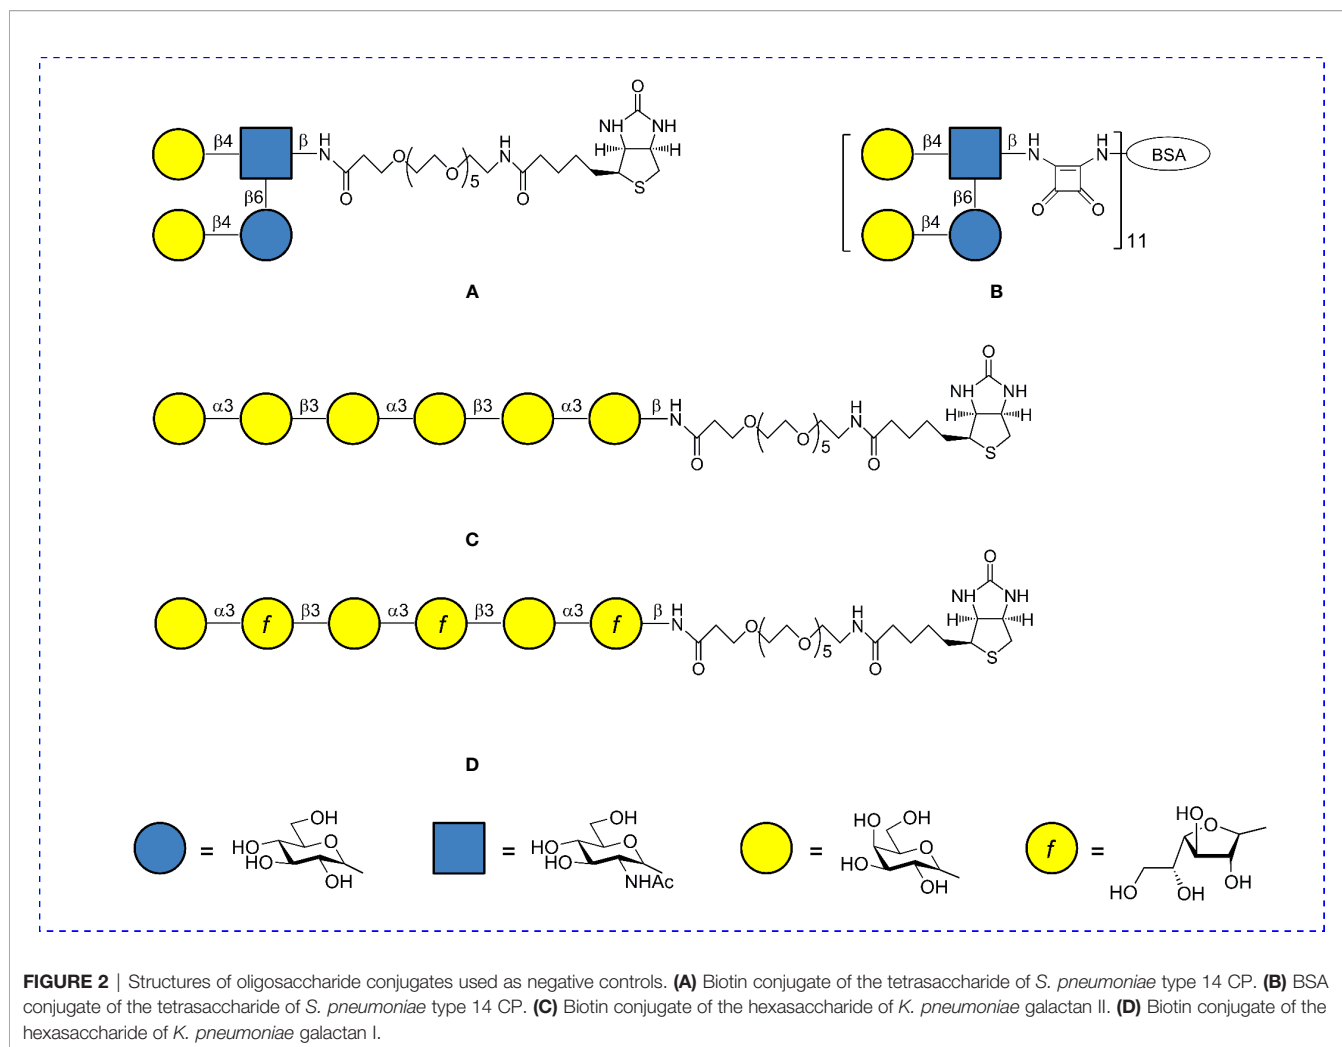 O
β4 β H N O O 5 H N NH NH
O O H H
S
β6
β4
A
β4 β H N H N BSA
β6 O O
β4
11
B
O
α3 β3 α3 β3 α3 β H N O O 5 H N NH NH
O O H H
S
C
O
α3 f β3 α3 f β3 α3 f β H N O O 5 H N NH NH
O O H H
S
D
= OH HO O HO OH
= OH HO O HO NHAc
= HO OH O HO OH
f = HO O HO OH OH
FIGURE 2 | Structures of oligosaccharide conjugates used as negative controls. (A) Biotin conjugate of the tetrasaccharide of S. pneumoniae type 14 CP. (B) BSA
conjugate of the tetrasaccharide of S. pneumoniae type 14 CP. (C) Biotin conjugate of the hexasaccharide of K. pneumoniae galactan II. (D) Biotin conjugate of the
hexasaccharide of K. pneumoniae galactan I.